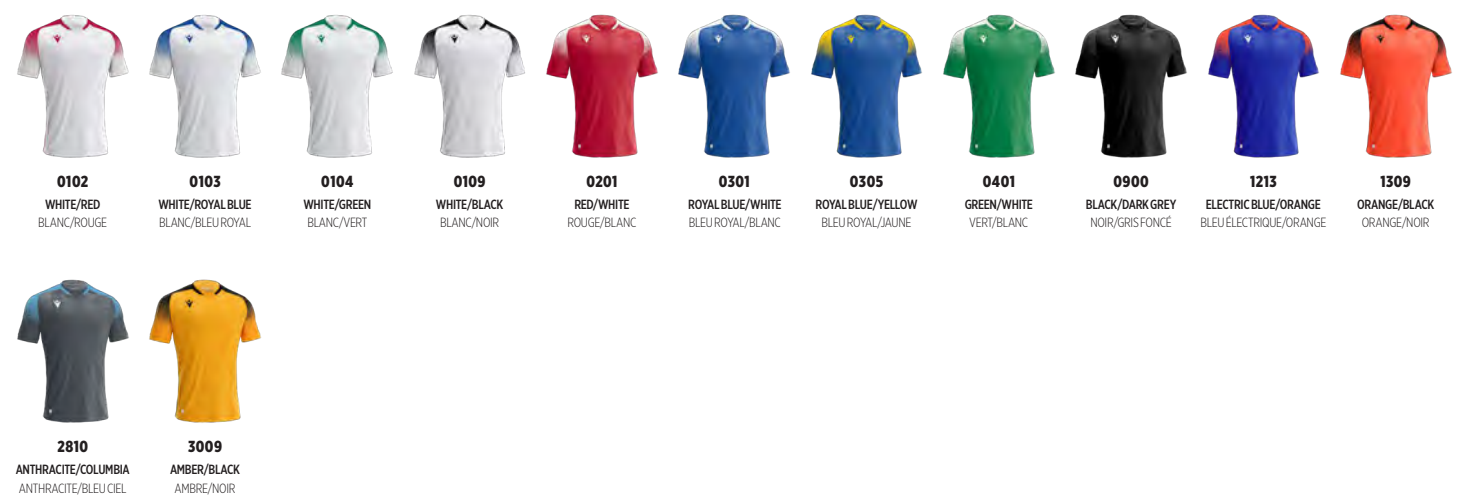 0102
WHITE/RED
BLANC/ROUGE
0103
WHITE/ROYAL BLUE
BLANC/BLEU ROYAL
0104
WHITE/GREEN
BLANC/VERT
0109
WHITE/BLACK
BLANC/NOIR
0201
RED/WHITE
ROUGE/BLANC
0301
ROYAL BLUE/WHITE
BLEU ROYAL/BLANC
0305
ROYAL BLUE/YELLOW
BLEU ROYAL/JAUNE
0401
GREEN/WHITE
VERT/BLANC
0900
BLACK/DARK GREY
NOIR/GRIS FONCÉ
1213
ELECTRIC BLUE/ORANGE
BLEU ÉLECTRIQUE/ORANGE
1309
ORANGE/BLACK
ORANGE/NOIR
2810
ANTHRACITE/COLUMBIA
ANTHRACITE/BLEU CIEL
3009
AMBER/BLACK
AMBRE/NOIR